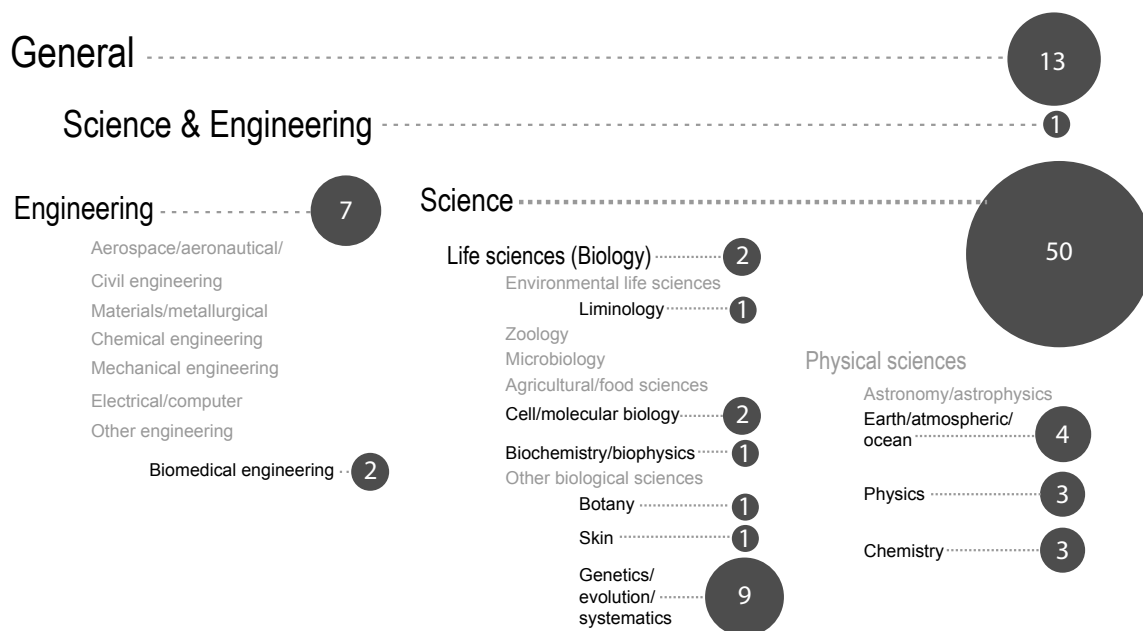 General 13
Science & Engineering 1
Engineering 7
Aerospace/aeronautical/
Civil engineering
Materials/metallurgical
Chemical engineering
Mechanical engineering
Electrical/computer
Other engineering
Biomedical engineering 2
Science 50
Life sciences (Biology) 2
Environmental life sciences
Liminology 1
Zoology
Microbiology
Agricultural/food sciences
Cell/molecular biology 2
Biochemistry/biophysics 1
Other biological sciences
Botany 1
Skin 1
Genetics/
evolution/ 9
systematics
Physical sciences
Astronomy/astrophysics
Earth/atmospheric/
ocean 4
Physics 3
Chemistry 3